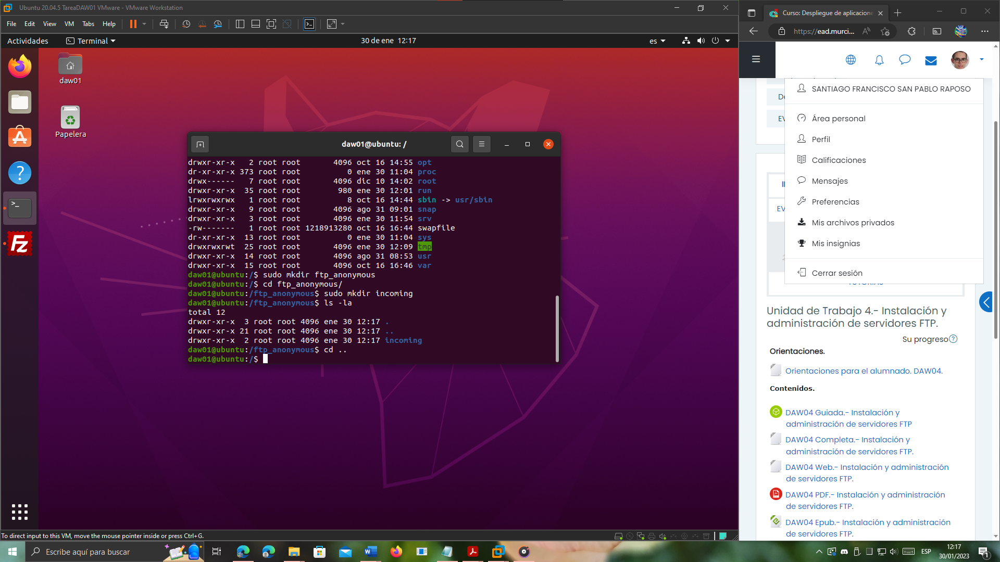 Ubuntu 20.04.5 TareaDAW01 VMware - VMware Workstation
File Edit View VM Tabs Help
Actividades
Terminal
30 de ene 12:17
es
daw01
Papelera
daw01@ubuntu: /
drwxr-xr-x   2 root root       4096 oct 16 14:55 opt
dr-xr-xr-x 373 root root          0 ene 30 11:04 proc
drwx------   7 root root       4096 dic 10 14:02 root
drwxr-xr-x  35 root root        980 ene 30 12:01 run
lrwxrwxrwx   1 root root          8 oct 16 14:44 sbin -> usr/sbin
drwxr-xr-x   9 root root       4096 ago 31 09:01 snap
drwxr-xr-x   3 root root       4096 ene 30 11:54 srv
-rw-------   1 root root 1218913280 oct 16 16:44 swapfile
dr-xr-xr-x  13 root root          0 ene 30 11:04 sys
drwxrwxrwt  25 root root       4096 ene 30 12:09 tmp
drwxr-xr-x  14 root root       4096 ago 31 08:53 usr
drwxr-xr-x  15 root root       4096 oct 16 16:46 var
daw01@ubuntu:/$ sudo mkdir ftp_anonymous
daw01@ubuntu:/$ cd ftp_anonymous/
daw01@ubuntu:/ftp_anonymous$ sudo mkdir incoming
daw01@ubuntu:/ftp_anonymous$ ls -la
total 12
drwxr-xr-x  3 root root 4096 ene 30 12:17 .
drwxr-xr-x 21 root root 4096 ene 30 12:17 ..
drwxr-xr-x  2 root root 4096 ene 30 12:17 incoming
daw01@ubuntu:/ftp_anonymous$ cd ..
daw01@ubuntu:/$
To direct input to this VM, move the mouse pointer inside or press Ctrl+G.
Curso: Despliegue de aplicacione
https://ead.murci...
SANTIAGO FRANCISCO SAN PABLO RAPOSO
Área personal
Perfil
Calificaciones
Mensajes
Preferencias
Mis archivos privados
Mis insignias
Cerrar sesión
EV
EV
Unidad de Trabajo 4.- Instalación y
administración de servidores FTP.
Su progreso
Orientaciones.
Orientaciones para el alumnado. DAW04.
Contenidos.
DAW04 Guiada.- Instalación y
administración de servidores FTP
DAW04 Completa.- Instalación y
administración de servidores FTP.
DAW04 Web.- Instalación y administración
de servidores FTP.
DAW04 PDF.- Instalación y administración
de servidores FTP.
DAW04 Epub.- Instalación y administración
de servidores FTP.
Escribe aquí para buscar
ESP
12:17
30/01/2023
1